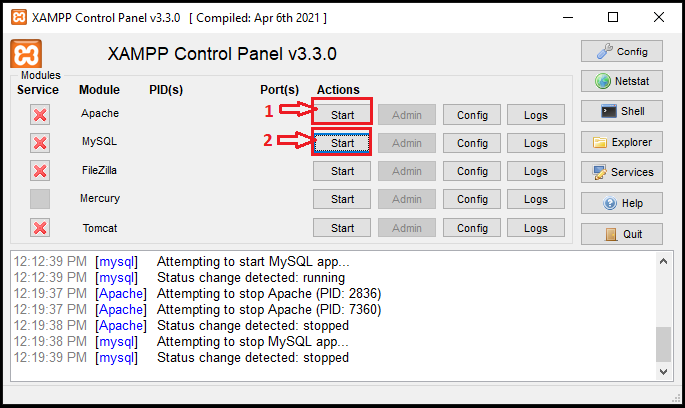 XAMPP Control Panel v3.3.0 [ Compiled: Apr 6th 2021 ]
XAMPP Control Panel v3.3.0
Config
Modules
Service Module PID(s) Port(s) Actions
Netstat
Apache 1 Start Admin Config Logs
Shell
MySQL 2 Start Admin Config Logs
Explorer
FileZilla Start Admin Config Logs
Services
Mercury Start Admin Config Logs
Help
Tomcat Start Admin Config Logs
Quit
12:12:39 PM [mysql] Attempting to start MySQL app...
12:12:39 PM [mysql] Status change detected: running
12:19:37 PM [Apache] Attempting to stop Apache (PID: 2836)
12:19:37 PM [Apache] Attempting to stop Apache (PID: 7360)
12:19:38 PM [Apache] Status change detected: stopped
12:19:38 PM [mysql] Attempting to stop MySQL app...
12:19:39 PM [mysql] Status change detected: stopped